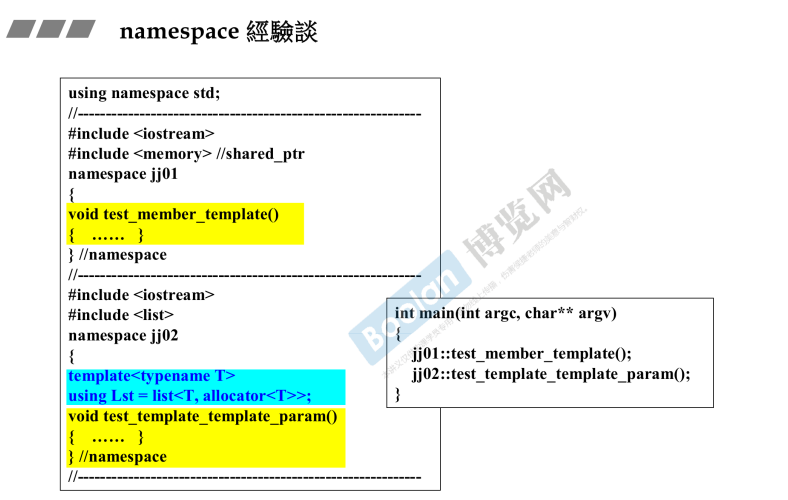 namespace 經驗談
using namespace std;
//----------------------------------------------------------------
#include <iostream>
#include <memory> //shared_ptr
namespace jj01
{
void test_member_template()
{ …… }
} //namespace
//----------------------------------------------------------------
#include <iostream>
#include <list>
namespace jj02
{
template<typename T>
using Lst = list<T, allocator<T>>;
void test_template_template_param()
{ …… }
} //namespace
//----------------------------------------------------------------
int main(int argc, char** argv)
{
jj01::test_member_template();
jj02::test_template_template_param();
}
Boolan 博览网